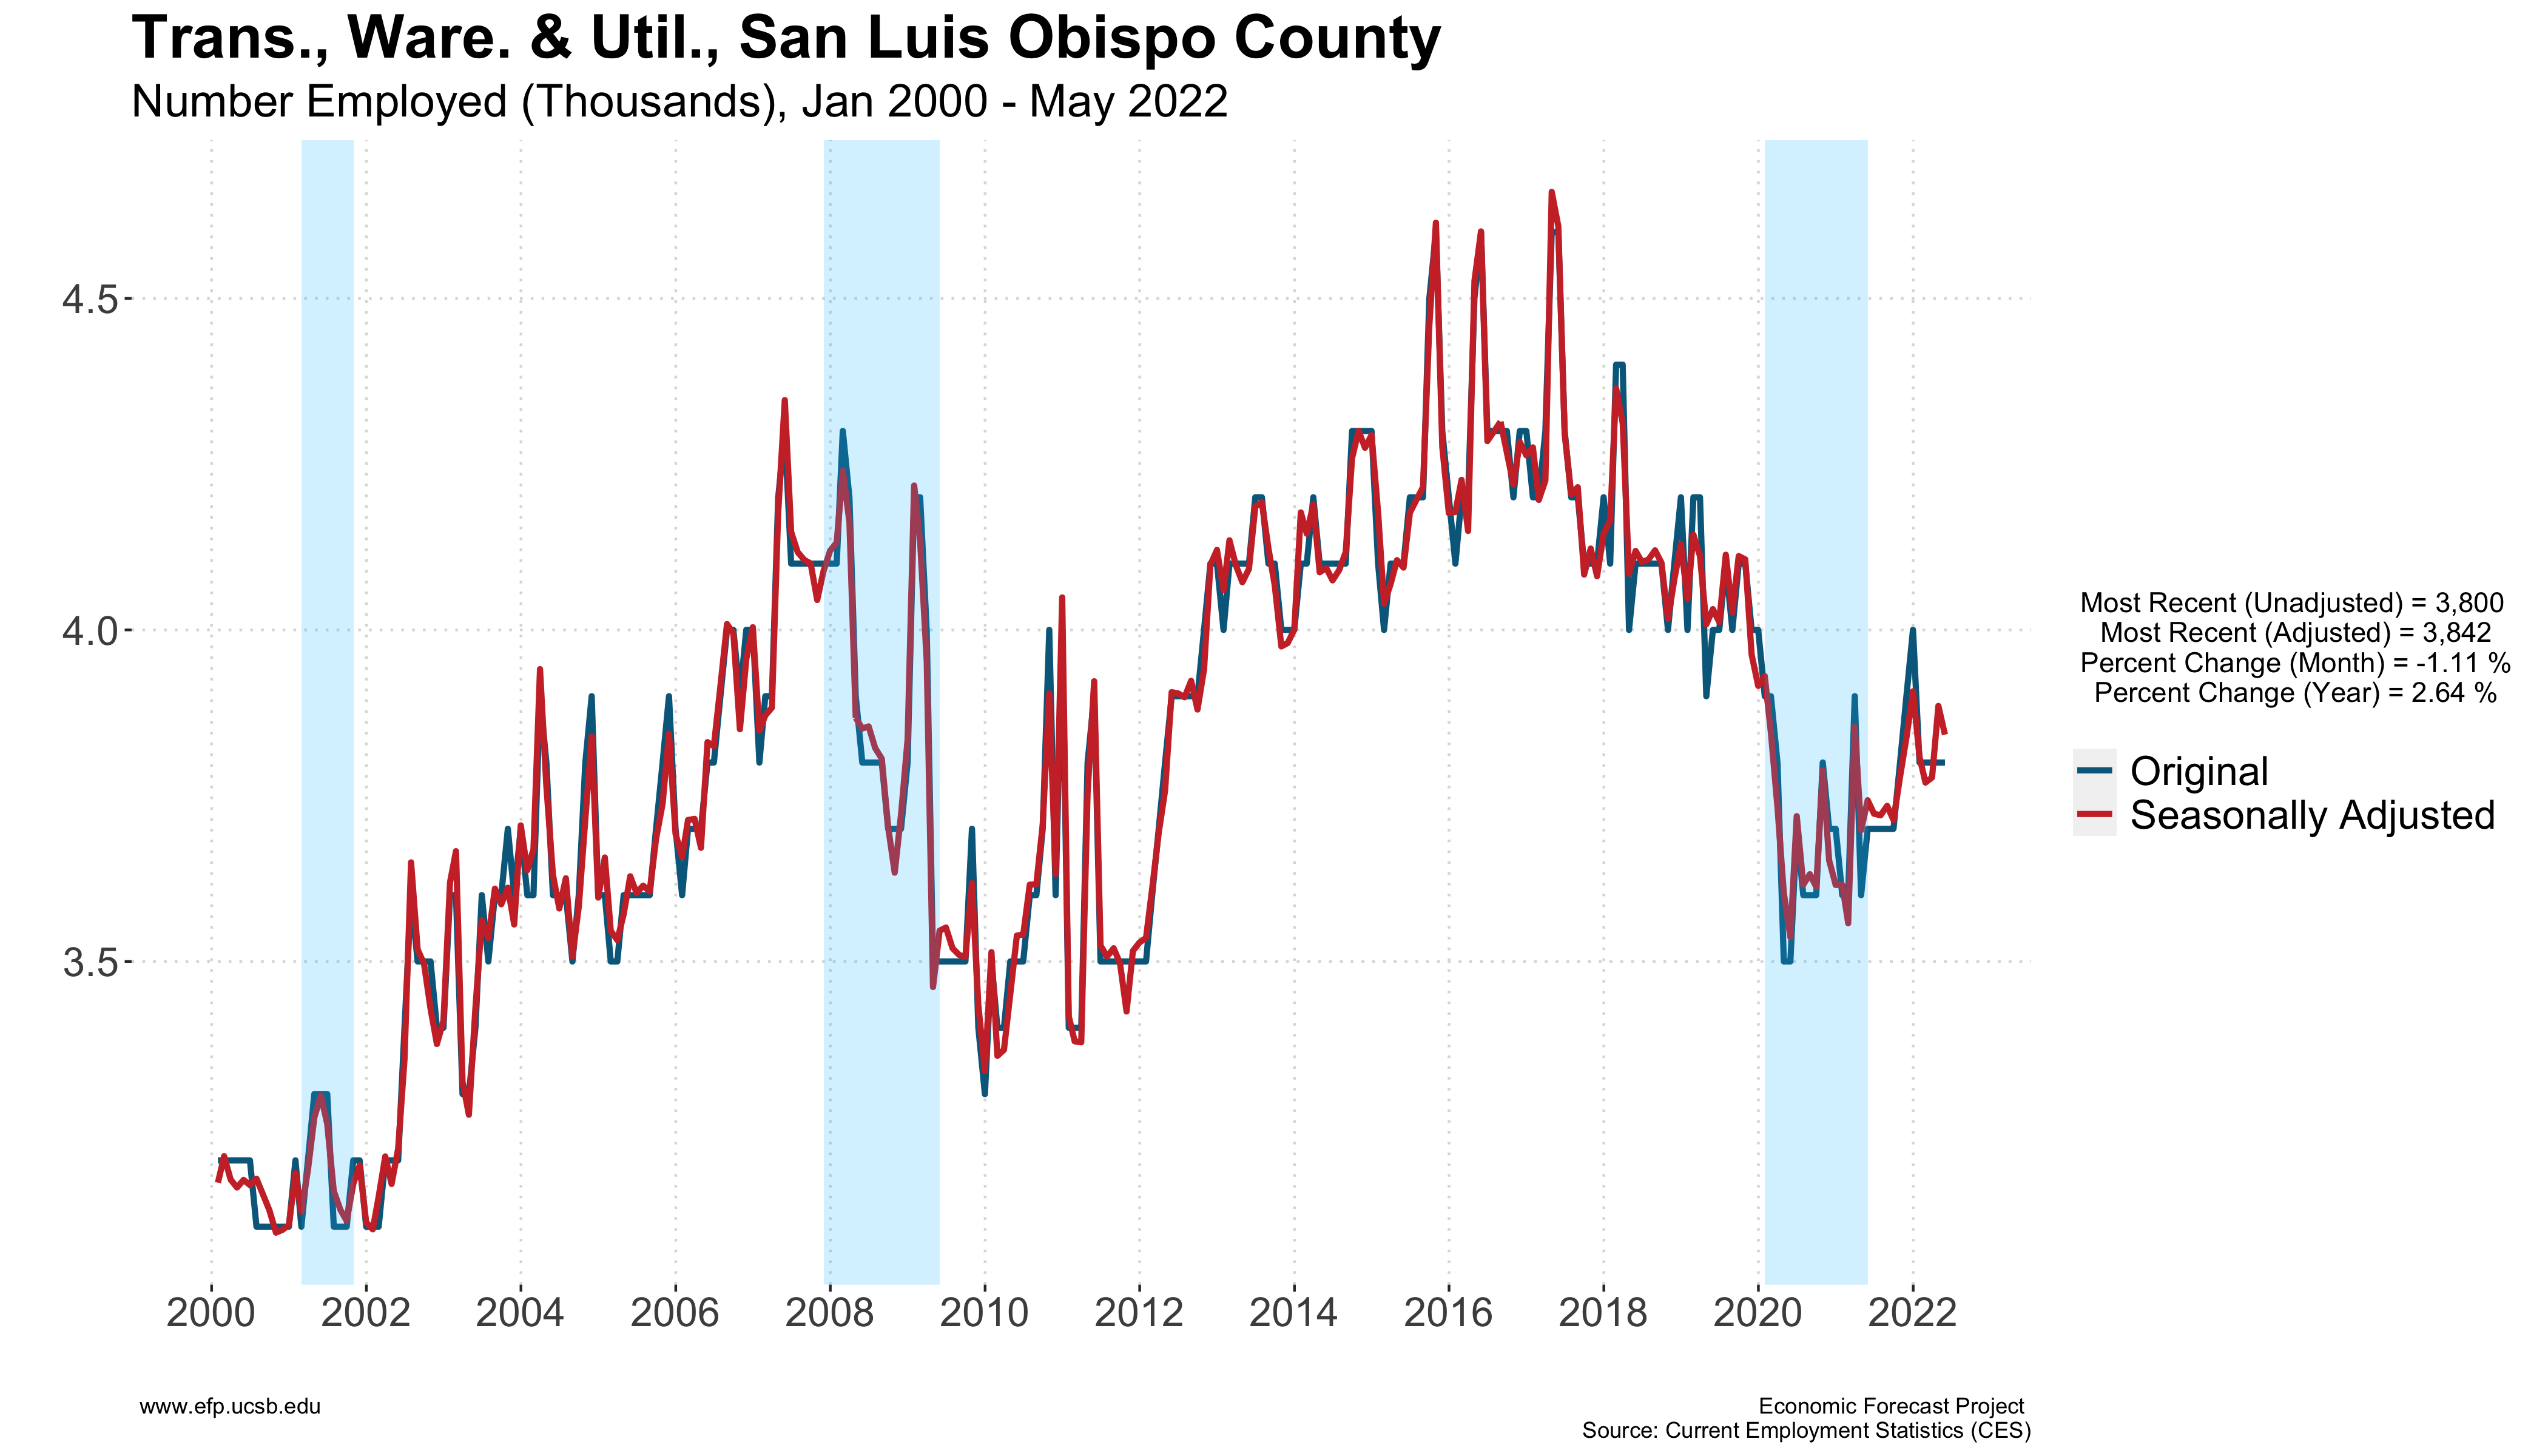 Trans., Ware. & Util., San Luis Obispo County
Number Employed (Thousands), Jan 2000 - May 2022
4.5
4.0
3.5
2000 2002 2004 2006 2008 2010 2012 2014 2016 2018 2020 2022
Most Recent (Unadjusted) = 3,800
Most Recent (Adjusted) = 3,842
Percent Change (Month) = -1.11 %
Percent Change (Year) = 2.64 %
Original
Seasonally Adjusted
www.efp.ucsb.edu
Economic Forecast Project
Source: Current Employment Statistics (CES)